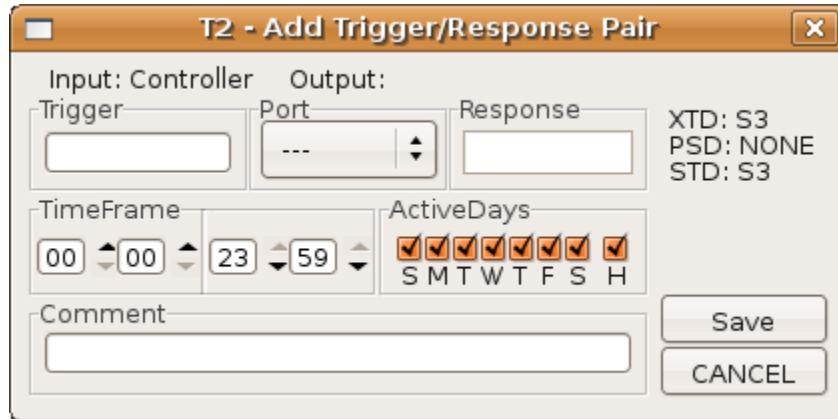 T2 - Add Trigger/Response Pair
Input: Controller Output:
Trigger Port Response
---
XTD: S3
PSD: NONE
STD: S3
TimeFrame ActiveDays
00 00 23 59
S M T W T F S H
Comment
Save
CANCEL